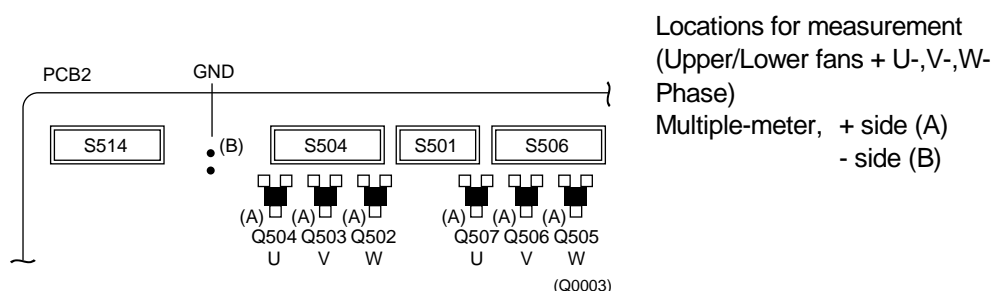 PCB2 GND
S514 (B) S504 S501 S506
(A) (A) (A) (A) (A) (A)
Q504 Q503 Q502 Q507 Q506 Q505
U V W U V W
(Q0003)
Locations for measurement
(Upper/Lower fans + U-,V-,W-
Phase)
Multiple-meter, + side (A)
- side (B)